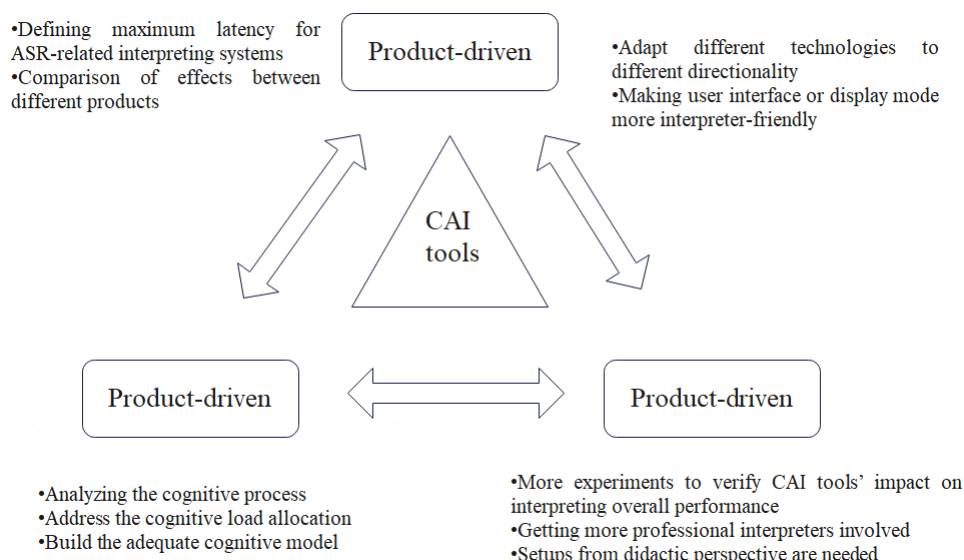 •Defining maximum latency for
ASR-related interpreting systems
•Comparison of effects between
different products
Product-driven
•Adapt different technologies to
different directionality
•Making user interface or display mode
more interpreter-friendly
CAI
tools
Product-driven
Product-driven
•Analyzing the cognitive process
•Address the cognitive load allocation
•Build the adequate cognitive model
•More experiments to verify CAI tools’ impact on
interpreting overall performance
•Getting more professional interpreters involved
•Setups from didactic perspective are needed